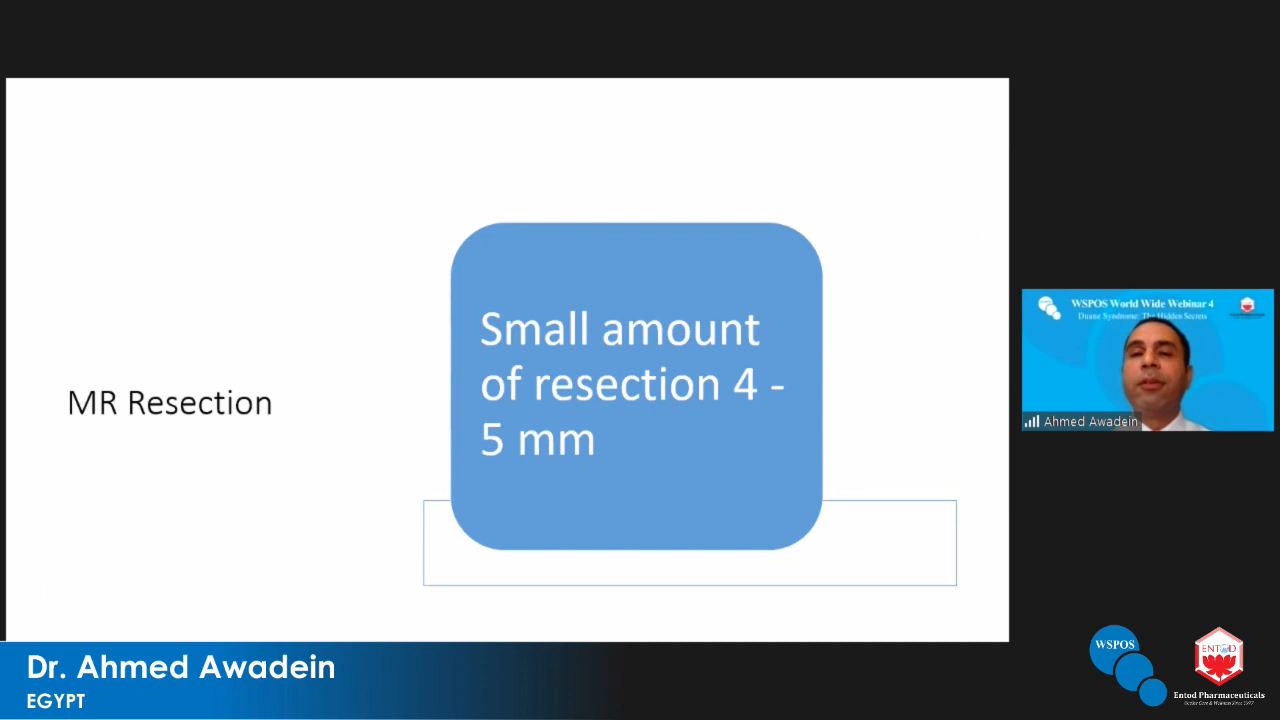 MR Resection
Small amount
of resection 4 -
5 mm
WSPOS World Wide Webinar 4
Duane Syndrome: The Hidden Secrets
Ahmed Awadein
Dr. Ahmed Awadein
EGYPT
WSPOS
ENTOD
Entod Pharmaceuticals